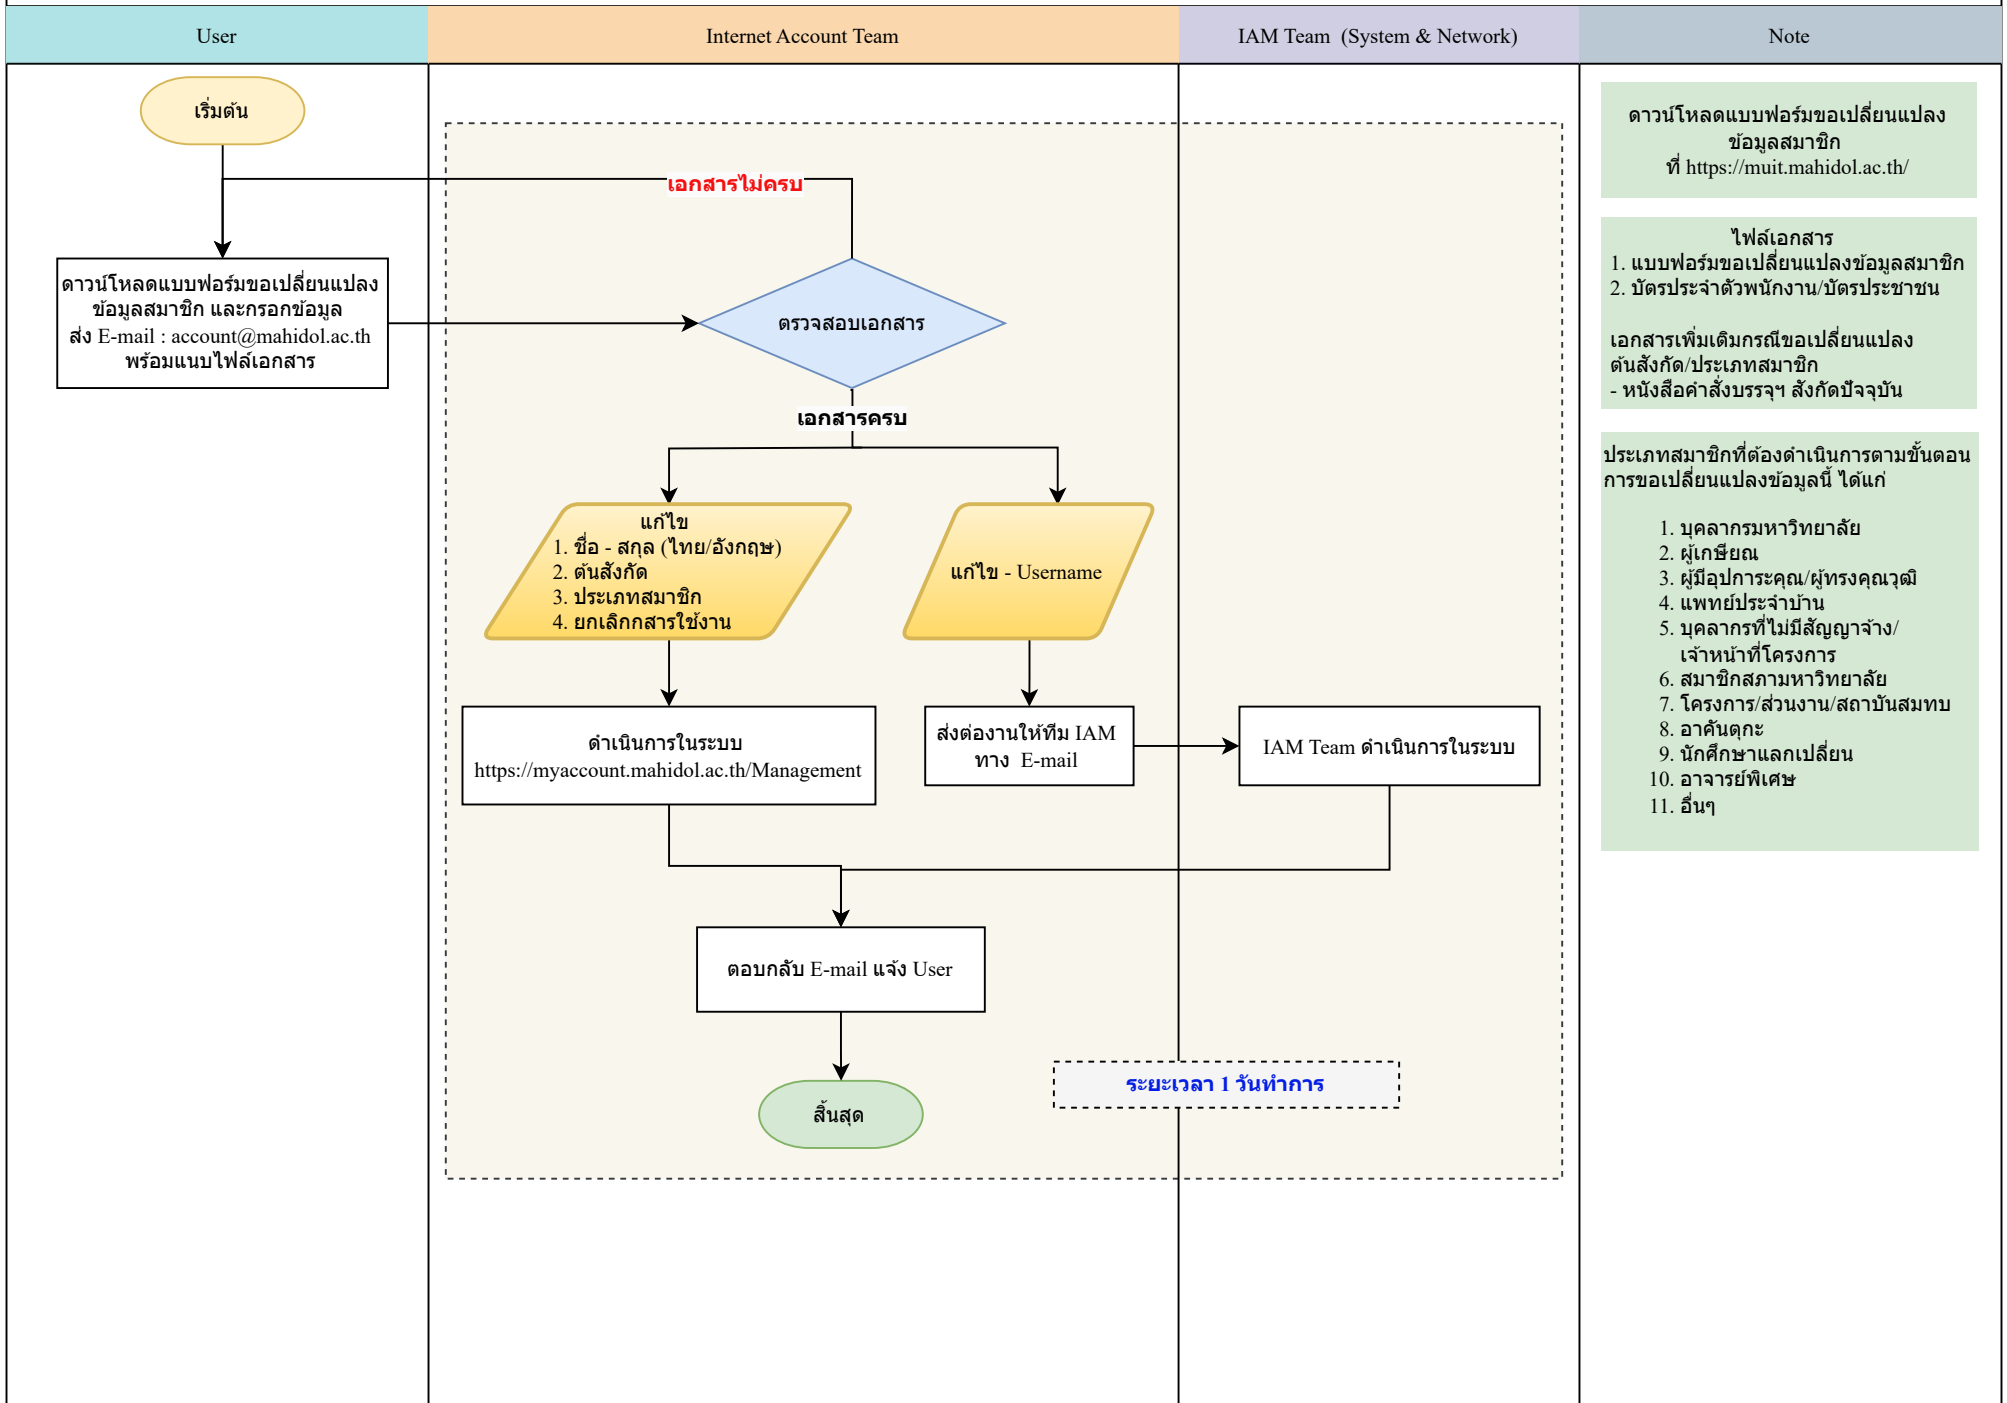 User
Internet Account Team
IAM Team (System & Network)
Note
เริ่มต้น
ดาวน์โหลดแบบฟอร์มขอเปลี่ยนแปลง
ข้อมูลสมาชิก และกรอกข้อมูล
ส่ง E-mail : account@mahidol.ac.th
พร้อมแนบไฟล์เอกสาร
เอกสารไม่ครบ
ตรวจสอบเอกสาร
เอกสารครบ
แก้ไข
1. ชื่อ - สกุล (ไทย/อังกฤษ)
2. ต้นสังกัด
3. ประเภทสมาชิก
4. ยกเลิกกสารใช้งาน
แก้ไข - Username
ดำเนินการในระบบ
https://myaccount.mahidol.ac.th/Management
ส่งต่องานให้ทีม IAM
ทาง E-mail
IAM Team ดำเนินการในระบบ
ตอบกลับ E-mail แจ้ง User
ระยะเวลา 1 วันทำการ
สิ้นสุด
ดาวน์โหลดแบบฟอร์มขอเปลี่ยนแปลง
ข้อมูลสมาชิก
ที่ https://muit.mahidol.ac.th/
ไฟล์เอกสาร
1. แบบฟอร์มขอเปลี่ยนแปลงข้อมูลสมาชิก
2. บัตรประจำตัวพนักงาน/บัตรประชาชน
เอกสารเพิ่มเติมกรณีขอเปลี่ยนแปลง
ต้นสังกัด/ประเภทสมาชิก
- หนังสือคำสั่งบรรจุฯ สังกัดปัจจุบัน
ประเภทสมาชิกที่ต้องดำเนินการตามขั้นตอน
การขอเปลี่ยนแปลงข้อมูลนี้ ได้แก่
1. บุคลากรมหาวิทยาลัย
2. ผู้เกษียณ
3. ผู้มีอุปการะคุณ/ผู้ทรงคุณวุฒิ
4. แพทย์ประจำบ้าน
5. บุคลากรที่ไม่มีสัญญาจ้าง/
เจ้าหน้าที่โครงการ
6. สมาชิกสภามหาวิทยาลัย
7. โครงการ/ส่วนงาน/สถาบันสมทบ
8. อาคันตุกะ
9. นักศึกษาแลกเปลี่ยน
10. อาจารย์พิเศษ
11. อื่นๆ